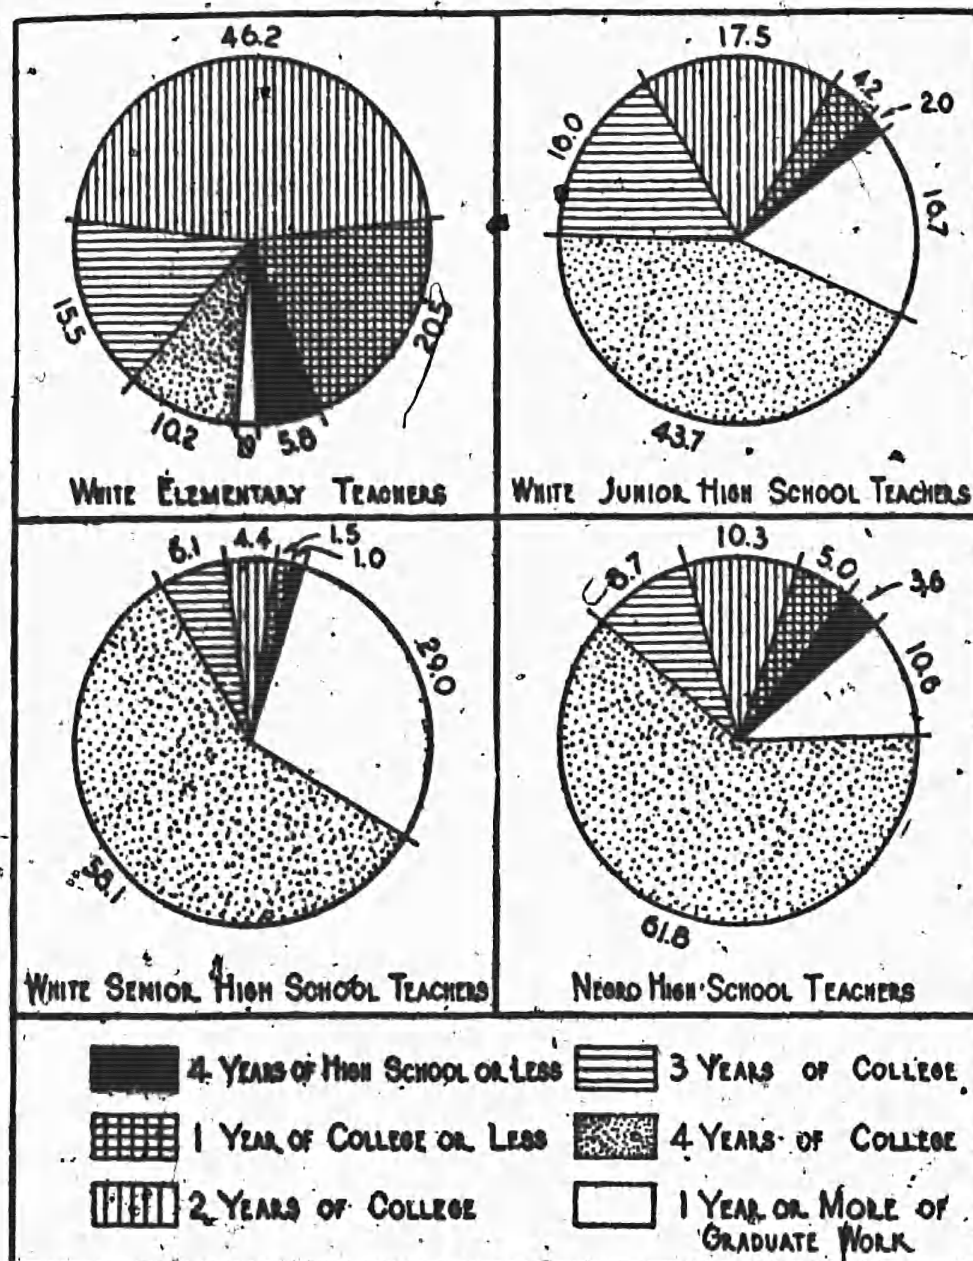 46.2
15.5
20.5
10.2
5.8
WHITE ELEMENTARY TEACHERS
17.5
4.2
2.0
16.0
16.7
43.7
WHITE JUNIOR HIGH SCHOOL TEACHERS
6.1
4.4
1.5
1.0
29.0
58.1
WHITE SENIOR HIGH SCHOOL TEACHERS
8.7
10.3
5.0
3.6
10.6
61.8
NEGRO HIGH SCHOOL TEACHERS
4 YEARS OF HIGH SCHOOL OR LESS
1 YEAR OF COLLEGE OR LESS
2 YEARS OF COLLEGE
3 YEARS OF COLLEGE
4 YEARS OF COLLEGE
1 YEAR OR MORE OF
GRADUATE WORK